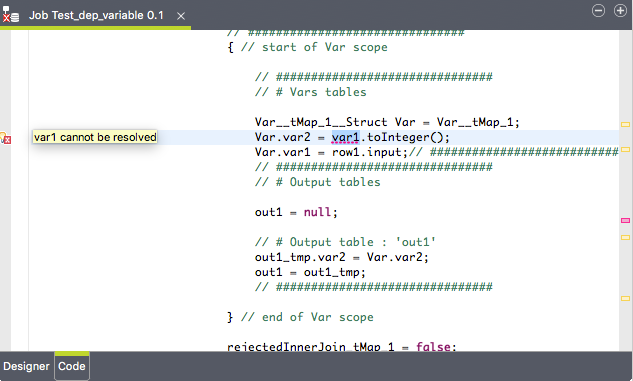 Job Test_dep_variable 0.1
// ##############################
{ // start of Var scope
// ##############################
// # Vars tables
Var__tMap_1__Struct Var = Var__tMap_1;
var1 cannot be resolved
Var.var2 = var1.toInteger();
Var.var1 = row1.input;// ##########################
// ##############################
// # Output tables
out1 = null;
// # Output table : 'out1'
out1_tmp.var2 = Var.var2;
out1 = out1_tmp;
// ##############################
} // end of Var scope
rejectedInnerJoin_tMap_1 = false;
Designer Code